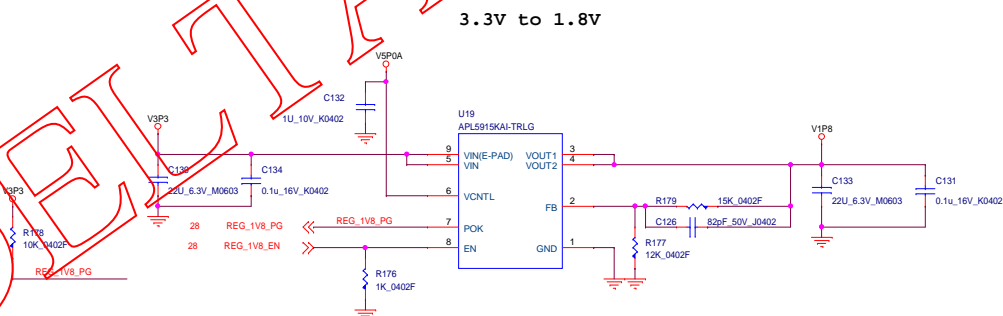 3.3V to 1.8V
V5P0A
C132
1U_10V_K0402
U19
APL5915KAI-TRLG
V3P3
V1P8
9 VIN(E-PAD) VOUT1 3
5 VIN VOUT2 4
C134
0.1u_16V_K0402
22U_6.3V_M0603
6 VCNTL
FB 2
R179 15K_0402F
C126 82pF_50V_J0402
C133
22U_6.3V_M0603
C131
0.1u_16V_K0402
V3P3
R178
10K_0402F
REG_1V8_PG
28 REG_1V8_PG
REG_1V8_PG
7 POK
28 REG_1V8_EN
8 EN
GND 1
R177
12K_0402F
R176
1K_0402F